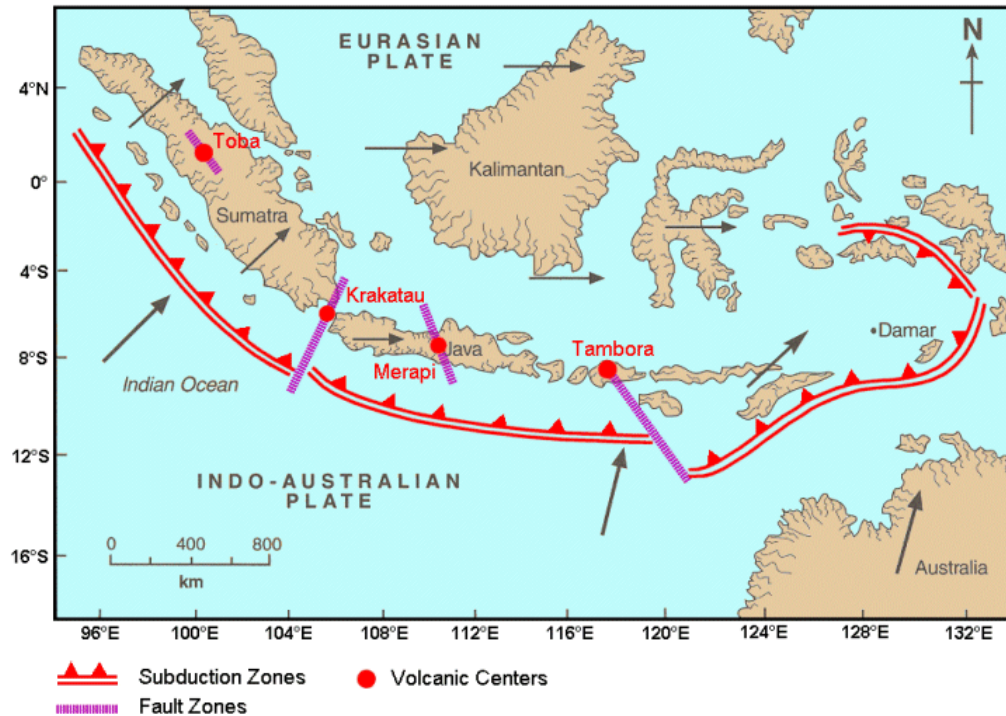 EURASIAN
PLATE
N
4°N
Toba
Kalimantan
0°
Sumatra
4°S
Krakatau
Damar
Java
Tambora
8°S
Merapi
Indian Ocean
12°S
INDO-AUSTRALIAN
PLATE
0 400 800
km
16°S
Australia
96°E 100°E 104°E 108°E 112°E 116°E 120°E 124°E 128°E 132°E
Subduction Zones
Volcanic Centers
Fault Zones